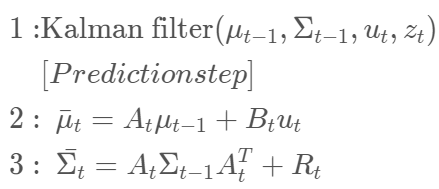 1 :Kalman filter(μ_{t−1}, Σ_{t−1}, u_t, z_t)
[Predictionstep]
2 : μ̄_t = A_t μ_{t−1} + B_t u_t
3 : Σ̄_t = A_t Σ_{t−1} A_t^T + R_t